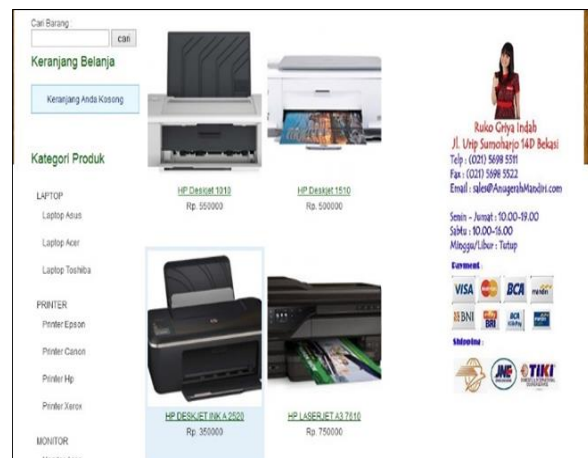 Cari Barang :
cari
Keranjang Belanja
Keranjang Anda Kosong
Kategori Produk
LAPTOP
Laptop Asus
Laptop Acer
Laptop Toshiba
PRINTER
Printer Epson
Printer Canon
Printer Hp
Printer Xerox
MONITOR
HP Deskjet 1010
Rp. 550000
HP Deskjet 1510
Rp. 500000
HP DESKJET INK A 2520
Rp. 350000
HP LASERJET A3 7610
Rp. 750000
Ruko Griya Indah
Jl. Urip Sumoharjo 14D Bekasi
Telp : (021) 5698 5511
Fax : (021) 5698 5522
Email : sales@AnugerahMandiri.com
Senin - Jumat : 10.00-19.00
Sabtu : 10.00-16.00
Minggu/Libur : Tutup
Payment :
VISA
BCA
mandiri
BNI
BRI
BCA
Shipping :
JNE
TIKI